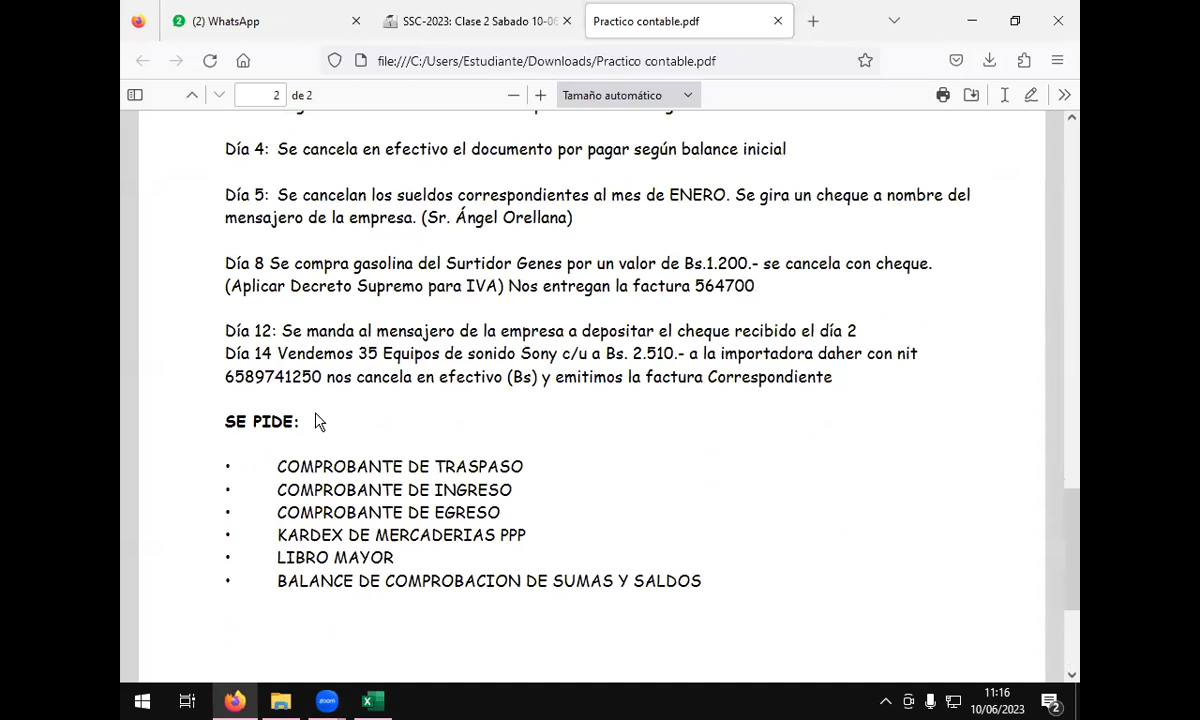 (2) WhatsApp
SSC-2023: Clase 2 Sabado 10-06
Practico contable.pdf
file:///C:/Users/Estudiante/Downloads/Practico contable.pdf
2 de 2
Tamaño automático
Día 4: Se cancela en efectivo el documento por pagar según balance inicial
Día 5: Se cancelan los sueldos correspondientes al mes de ENERO. Se gira un cheque a nombre del
mensajero de la empresa. (Sr. Ángel Orellana)
Día 8 Se compra gasolina del Surtidor Genes por un valor de Bs.1.200.- se cancela con cheque.
(Aplicar Decreto Supremo para IVA) Nos entregan la factura 564700
Día 12: Se manda al mensajero de la empresa a depositar el cheque recibido el día 2
Día 14 Vendemos 35 Equipos de sonido Sony c/u a Bs. 2.510.- a la importadora daher con nit
6589741250 nos cancela en efectivo (Bs) y emitimos la factura Correspondiente
SE PIDE:
• COMPROBANTE DE TRASPASO
• COMPROBANTE DE INGRESO
• COMPROBANTE DE EGRESO
• KARDEX DE MERCADERIAS PPP
• LIBRO MAYOR
• BALANCE DE COMPROBACION DE SUMAS Y SALDOS
zoom
11:16
10/06/2023
2